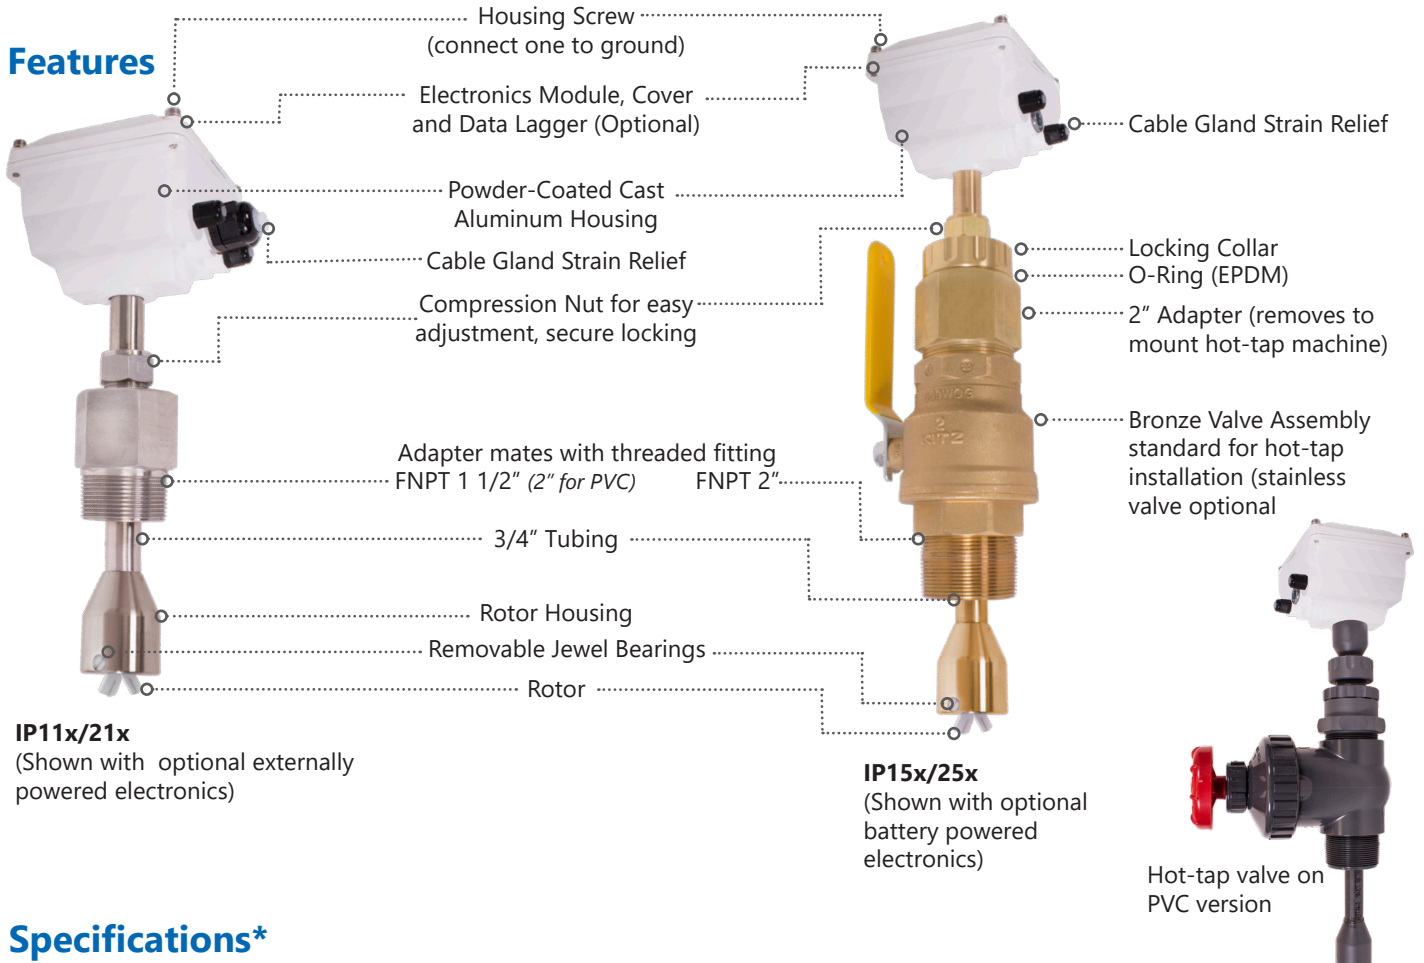 Features
Housing Screw
(connect one to ground)
Electronics Module, Cover
and Data Lagger (Optional)
Powder-Coated Cast
Aluminum Housing
Cable Gland Strain Relief
Compression Nut for easy
adjustment, secure locking
Adapter mates with threaded fitting
FNPT 1 1/2” (2” for PVC) FNPT 2”
3/4” Tubing
Rotor Housing
Removable Jewel Bearings
Rotor
Cable Gland Strain Relief
Locking Collar
O-Ring (EPDM)
2” Adapter (removes to
mount hot-tap machine)
Bronze Valve Assembly
standard for hot-tap
installation (stainless
valve optional
2
KITZ
IP11x/21x
(Shown with optional externally
powered electronics)
IP15x/25x
(Shown with optional
battery powered
electronics)
Hot-tap valve on
PVC version
Specifications*